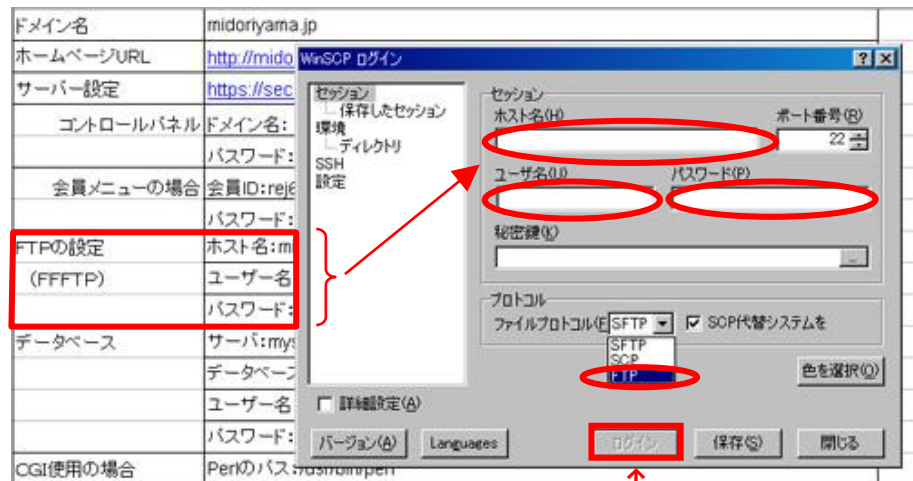 ドメイン名 midoriyama.jp
ホームページURL http://mido
サーバー設定 https://sec
コントロールパネル ドメイン名:
パスワード:
会員メニューの場合 会員ID:reje
パスワード:
FTPの設定 ホスト名:mi
(FFFTP) ユーザー名
パスワード:
データベース サーバ:mys
データベース
ユーザー名
パスワード:
CGI使用の場合 Perlのパス:/usr/bin/perl
WinSCP ログイン
セッション
保存したセッション
環境
ディレクトリ
SSH
設定
セッション
ホスト名(H) ポート番号(R)
22
ユーザ名(U) パスワード(P)
秘密鍵(K)
...
プロトコル
ファイルプロトコル(F SFTP SCP代替システムを
SFTP
SCP
FTP
色を選択(O)
詳細設定(A)
バージョン(A) Languages ログイン 保存(S) 閉じる